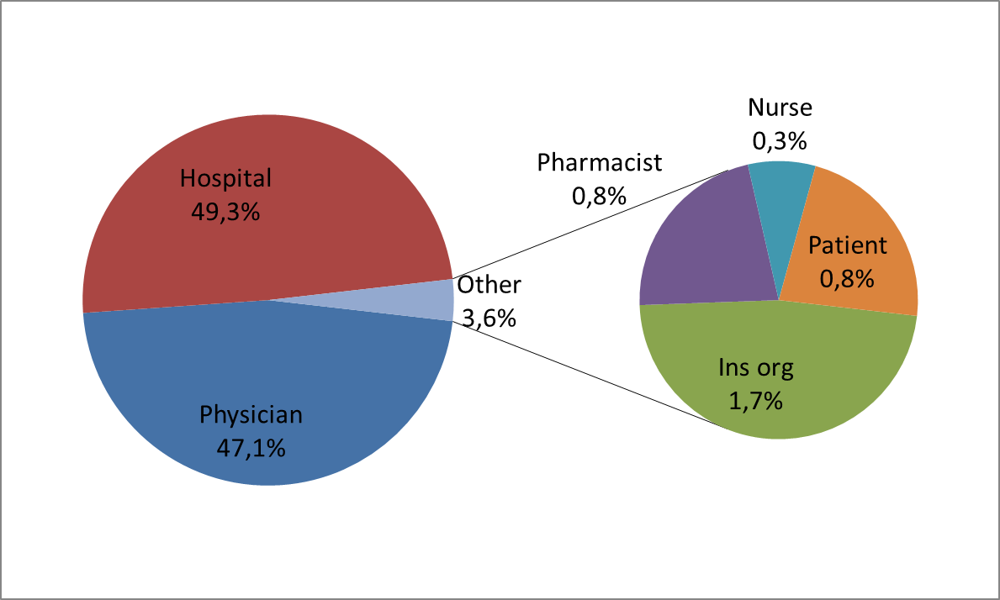 Hospital
49,3%
Physician
47,1%
Other
3,6%
Pharmacist
0,8%
Nurse
0,3%
Patient
0,8%
Ins org
1,7%